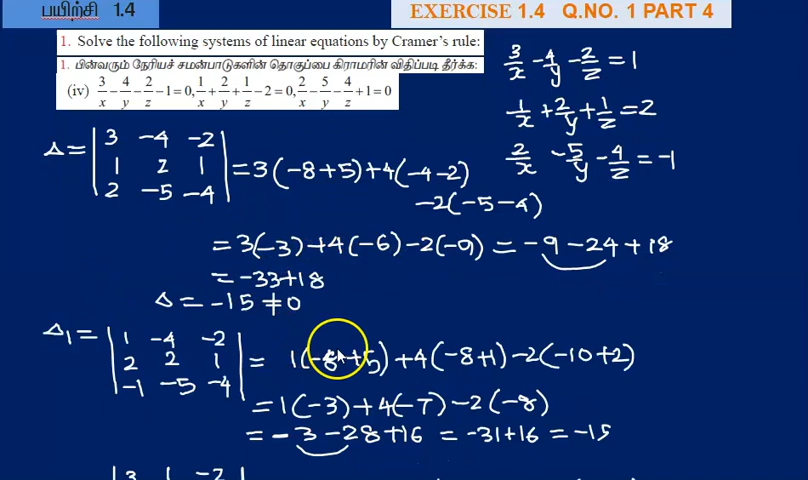 பயிற்சி 1.4
EXERCISE 1.4 Q.NO. 1 PART 4
1. Solve the following systems of linear equations by Cramer's rule:
1. பின்வரும் நேரியச் சமன்பாடுகளின் தொகுப்பை கிராமரின் விதிப்படி தீர்க்க:
(iv) 3/x - 4/y - 2/z - 1 = 0, 1/x + 2/y + 1/z - 2 = 0, 2/x - 5/y - 4/z + 1 = 0
3/x - 4/y - 2/z = 1
1/x + 2/y + 1/z = 2
2/x - 5/y - 4/z = -1
Δ = | 3 -4 -2 |
| 1 2 1 |
| 2 -5 -4 |
= 3(-8+5) +4(-4-2)
-2(-5-4)
= 3(-3) +4(-6) -2(-9) = -9 -24 +18
= -33+18
Δ = -15 ≠ 0
Δ₁ = | 1 -4 -2 |
| 2 2 1 |
| -1 -5 -4 |
= 1(-8+5) +4(-8+1) -2(-10+2)
= 1(-3) +4(-7) -2(-8)
= -3 -28 +16 = -31+16 = -15
| 3 1 -2 |